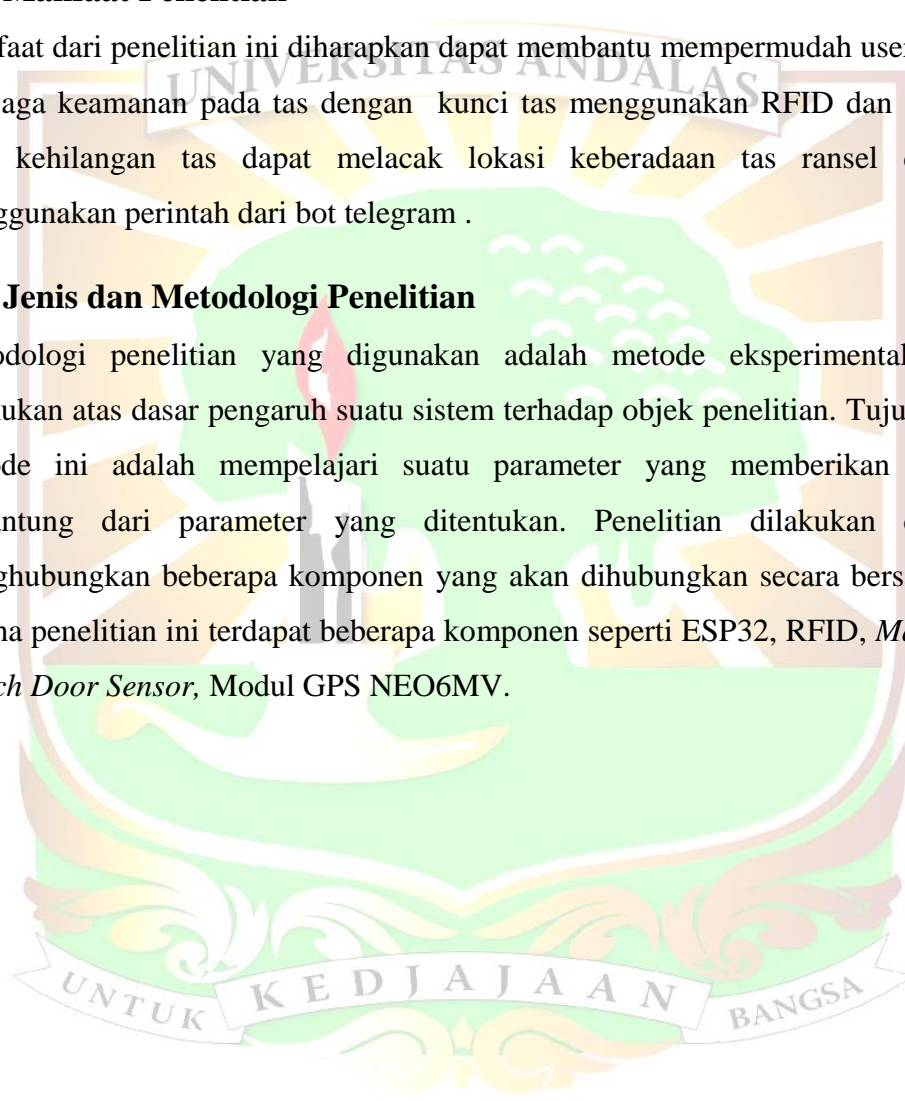 faat dari penelitian ini diharapkan dapat membantu mempermudah user
UNIVERSITAS ANDALAS
aga keamanan pada tas dengan kunci tas menggunakan RFID dan
kehilangan tas dapat melacak lokasi keberadaan tas ransel
ggunakan perintah dari bot telegram .
Jenis dan Metodologi Penelitian
odologi penelitian yang digunakan adalah metode eksperimental
kukan atas dasar pengaruh suatu sistem terhadap objek penelitian. Tuju
de ini adalah mempelajari suatu parameter yang memberikan
antung dari parameter yang ditentukan. Penelitian dilakukan
ghubungkan beberapa komponen yang akan dihubungkan secara bers
na penelitian ini terdapat beberapa komponen seperti ESP32, RFID, M
ch Door Sensor, Modul GPS NEO6MV.
UNTUK KEDJAJAAN BANGSA